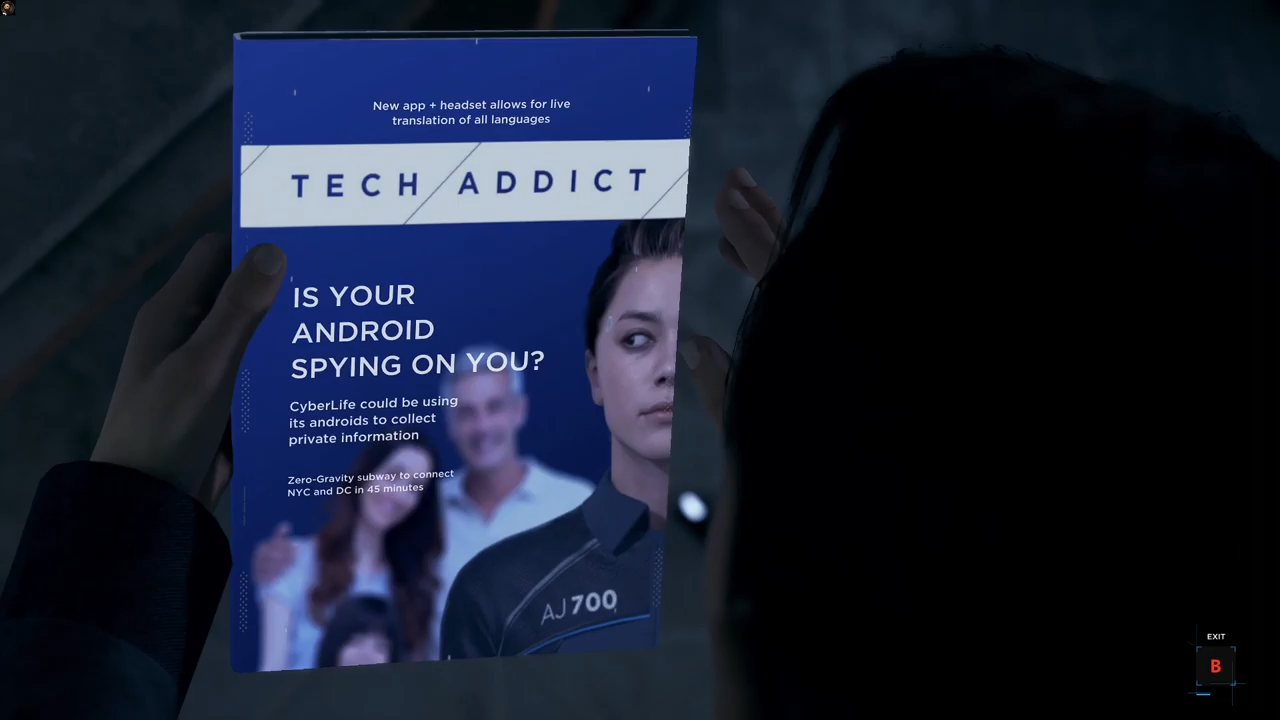 New app + headset allows for live
translation of all languages
TECH ADDICT
IS YOUR
ANDROID
SPYING ON YOU?
CyberLife could be using
its androids to collect
private information
Zero-Gravity subway to connect
NYC and DC in 45 minutes
AJ700
EXIT
B